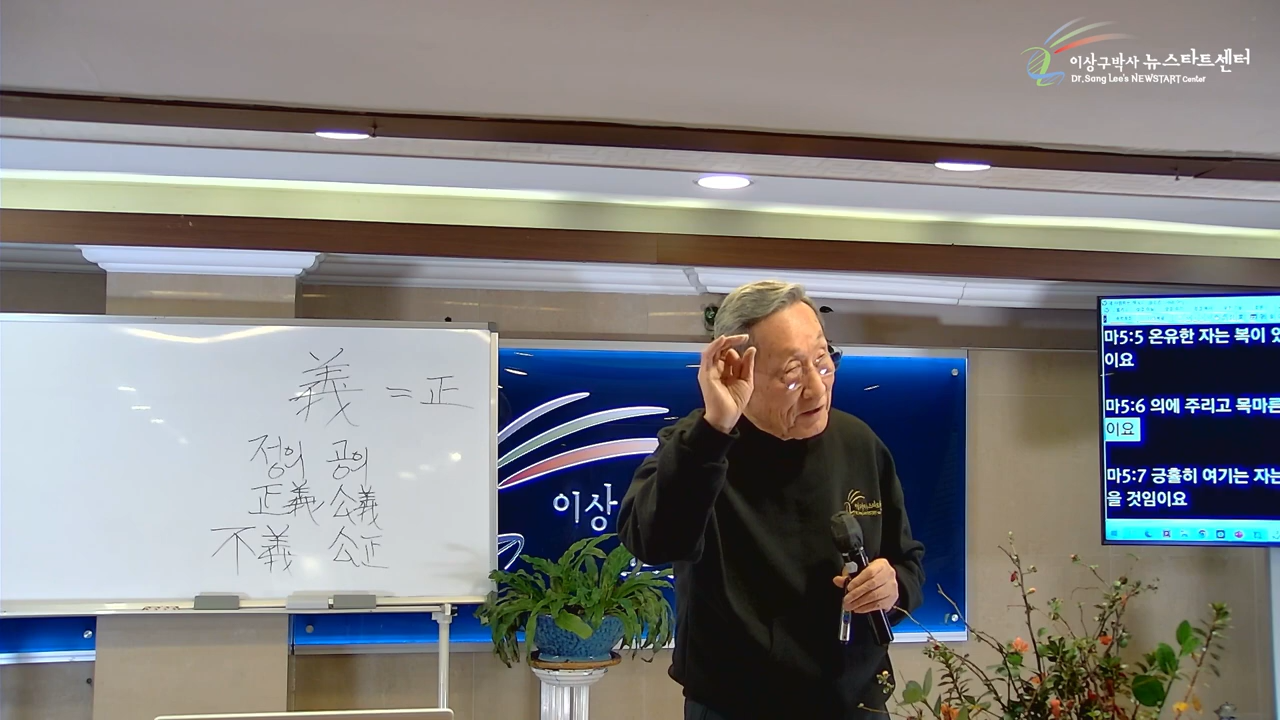 이상구박사 뉴스타트센터
Dr. Sang Lee's NEWSTART Center
義 = 正
정의 공의
正義 公義
不義 公正
이상
마5:5 온유한 자는 복이 있
이요
마5:6 의에 주리고 목마른
이요
마5:7 긍휼히 여기는 자는
을 것임이요